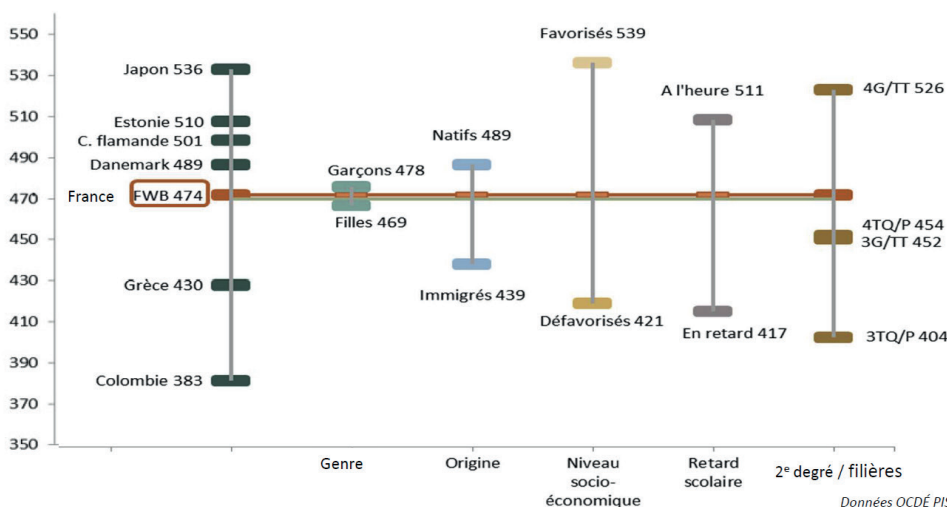 550
530
510
490
470
450
430
410
390
370
350
Japon 536
Estonie 510
C. flamande 501
Danemark 489
France
FWB 474
Grèce 430
Colombie 383
Garçons 478
Filles 469
Natifs 489
Immigrés 439
Favorisés 539
Défavorisés 421
A l'heure 511
En retard 417
4G/TT 526
4TQ/P 454
3G/TT 452
3TQ/P 404
Genre
Origine
Niveau
socio-
économique
Retard
scolaire
2e degré / filières
Données OCDÉ PIS